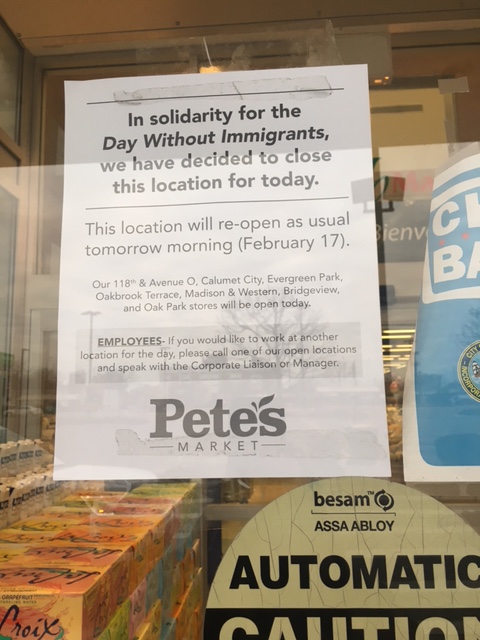 In solidarity for the
Day Without Immigrants,
we have decided to close
this location for today.
This location will re-open as usual
tomorrow morning (February 17).
Our 118th & Avenue O, Calumet City, Evergreen Park,
Oakbrook Terrace, Madison & Western, Bridgeview,
and Oak Park stores will be open today.
EMPLOYEES- If you would like to work at another
location for the day, please call one of our open locations
and speak with the Corporate Liaison or Manager.
Pete's
MARKET
besam
ASSA ABLOY
AUTOMATIC
CAUTION
GRAPEFRUIT